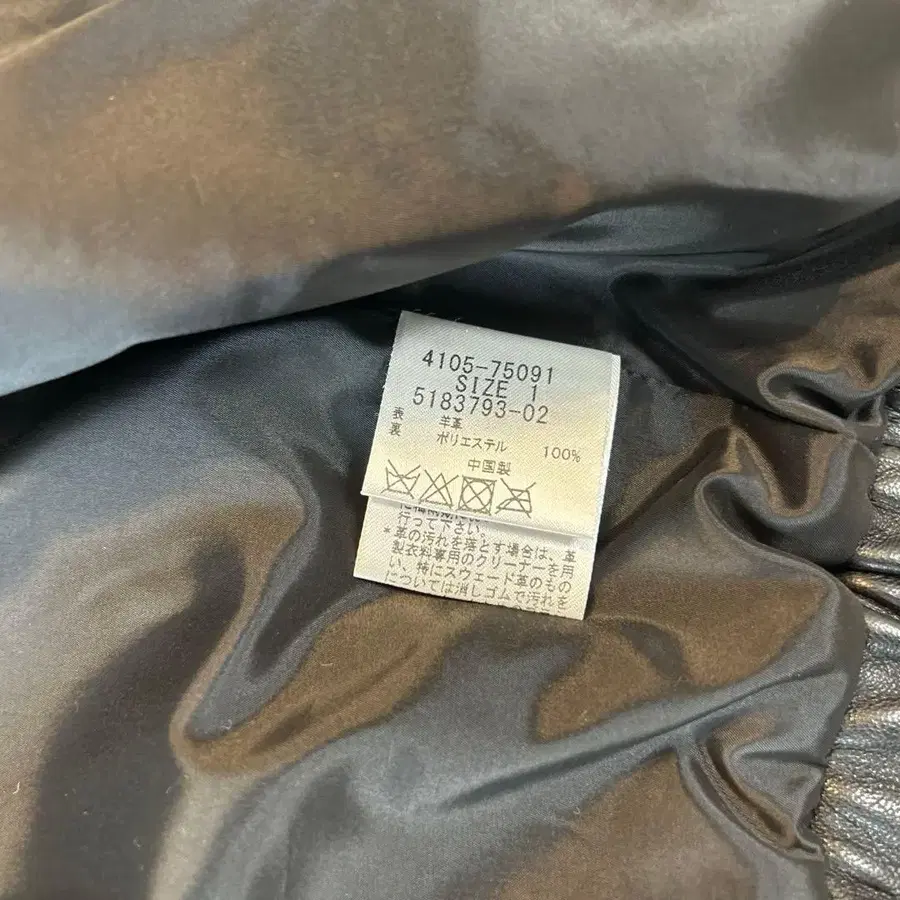 4105-75091
SIZE 1
5183793-02
表 羊革
裏 ポリエステル 100%
中国製
行って下さい。
*革の汚れを落とす場合は、革
製衣料専用のクリーナーを用
い、特にスウェード革のもの
については消しゴムで汚れを